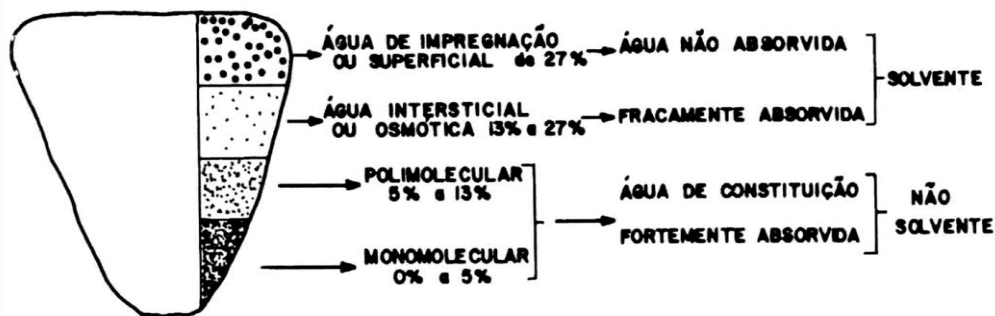 ÁGUA DE IMPREGNAÇÃO
OU SUPERFICIAL de 27%
ÁGUA NÃO ABSORVIDA
SOLVENTE
ÁGUA INTERSTICIAL
OU OSMÓTICA 13% a 27%
FRACAMENTE ABSORVIDA
POLIMOLECULAR
5% a 13%
ÁGUA DE CONSTITUIÇÃO
FORTEMENTE ABSORVIDA
NÃO
SOLVENTE
MONOMOLECULAR
0% a 5%